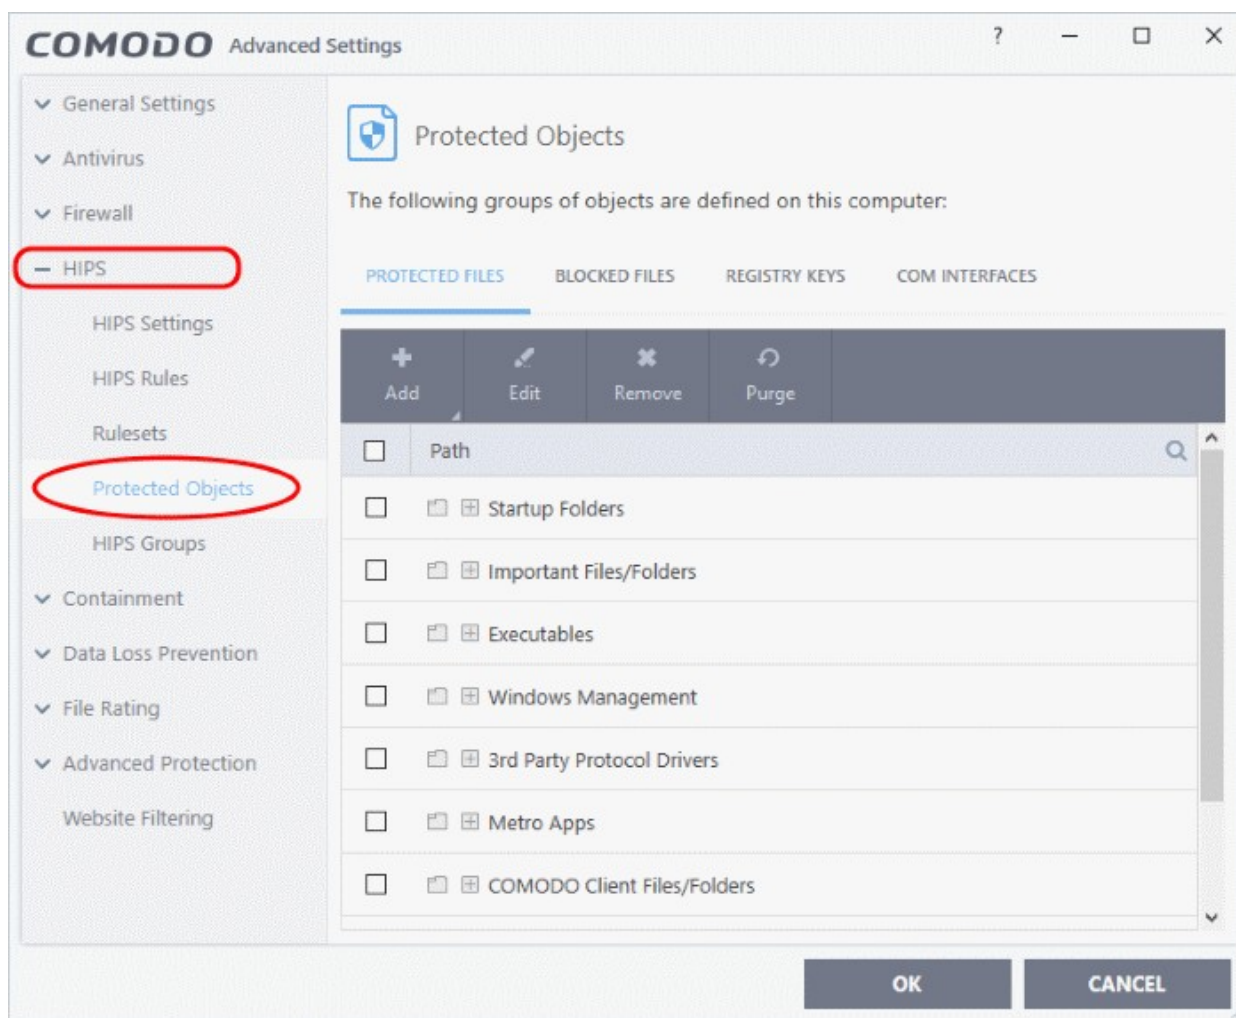 COMODO Advanced Settings ?
General Settings
Antivirus
Firewall
HIPS
HIPS Settings
HIPS Rules
Rulesets
Protected Objects
HIPS Groups
Containment
Data Loss Prevention
File Rating
Advanced Protection
Website Filtering
Protected Objects
The following groups of objects are defined on this computer:
PROTECTED FILES BLOCKED FILES REGISTRY KEYS COM INTERFACES
Add Edit Remove Purge
Path
Startup Folders
Important Files/Folders
Executables
Windows Management
3rd Party Protocol Drivers
Metro Apps
COMODO Client Files/Folders
OK CANCEL